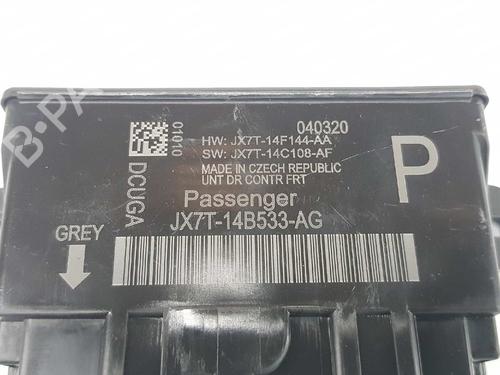 040320
01010
HW: JX7T-14F144-AA
SW: JX7T-14C108-AF
MADE IN CZECH REPUBLIC
UNT DR CONTR FRT
DCUGA
P
Passenger
JX7T-14B533-AG
GREY
B-PARTS